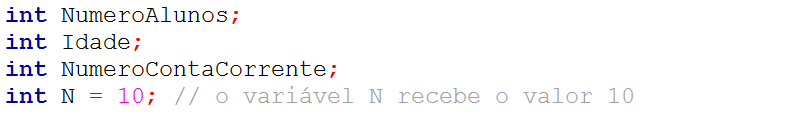 int NumeroAlunos;
int Idade;
int NumeroContaCorrente;
int N = 10; // o variável N recebe o valor 10